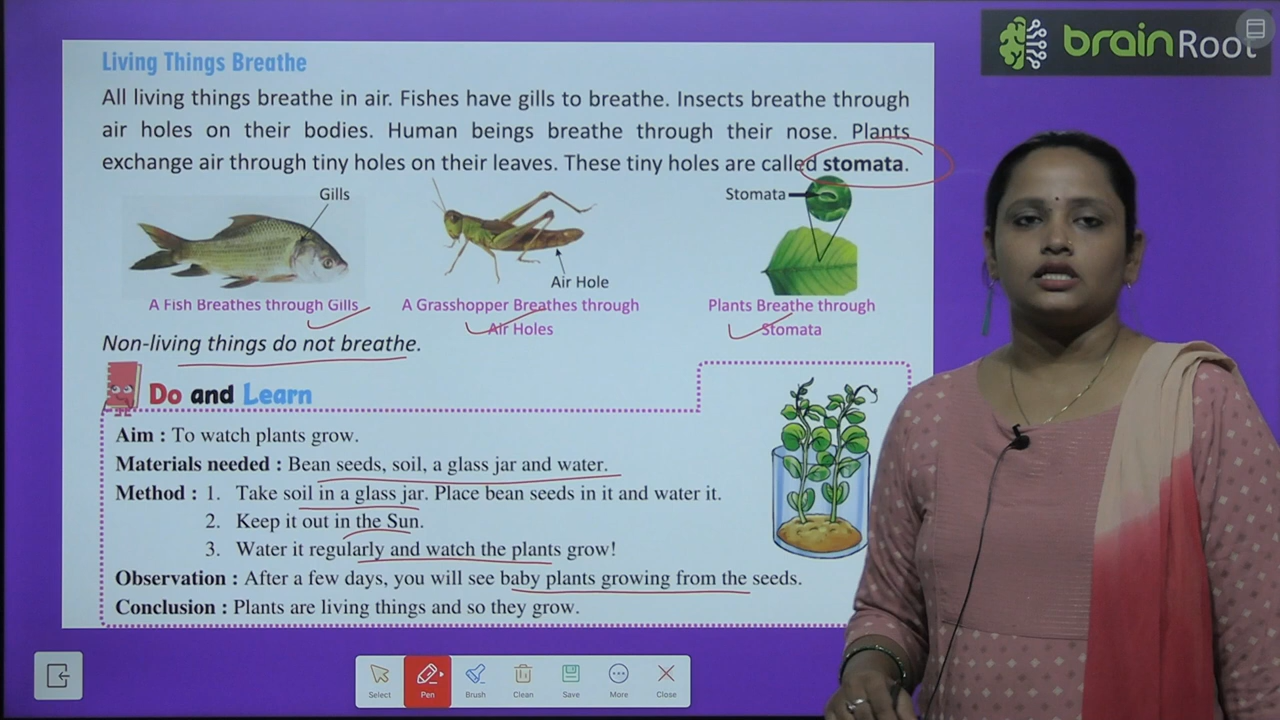 brainRoot
Living Things Breathe
All living things breathe in air. Fishes have gills to breathe. Insects breathe through
air holes on their bodies. Human beings breathe through their nose. Plants
exchange air through tiny holes on their leaves. These tiny holes are called stomata.
Gills
Stomata
Air Hole
A Fish Breathes through Gills
A Grasshopper Breathes through
Air Holes
Plants Breathe through
Stomata
Non-living things do not breathe.
Do and Learn
Aim : To watch plants grow.
Materials needed : Bean seeds, soil, a glass jar and water.
Method : 1. Take soil in a glass jar. Place bean seeds in it and water it.
2. Keep it out in the Sun.
3. Water it regularly and watch the plants grow!
Observation : After a few days, you will see baby plants growing from the seeds.
Conclusion : Plants are living things and so they grow.
Select Pen Brush Clean Save More Close